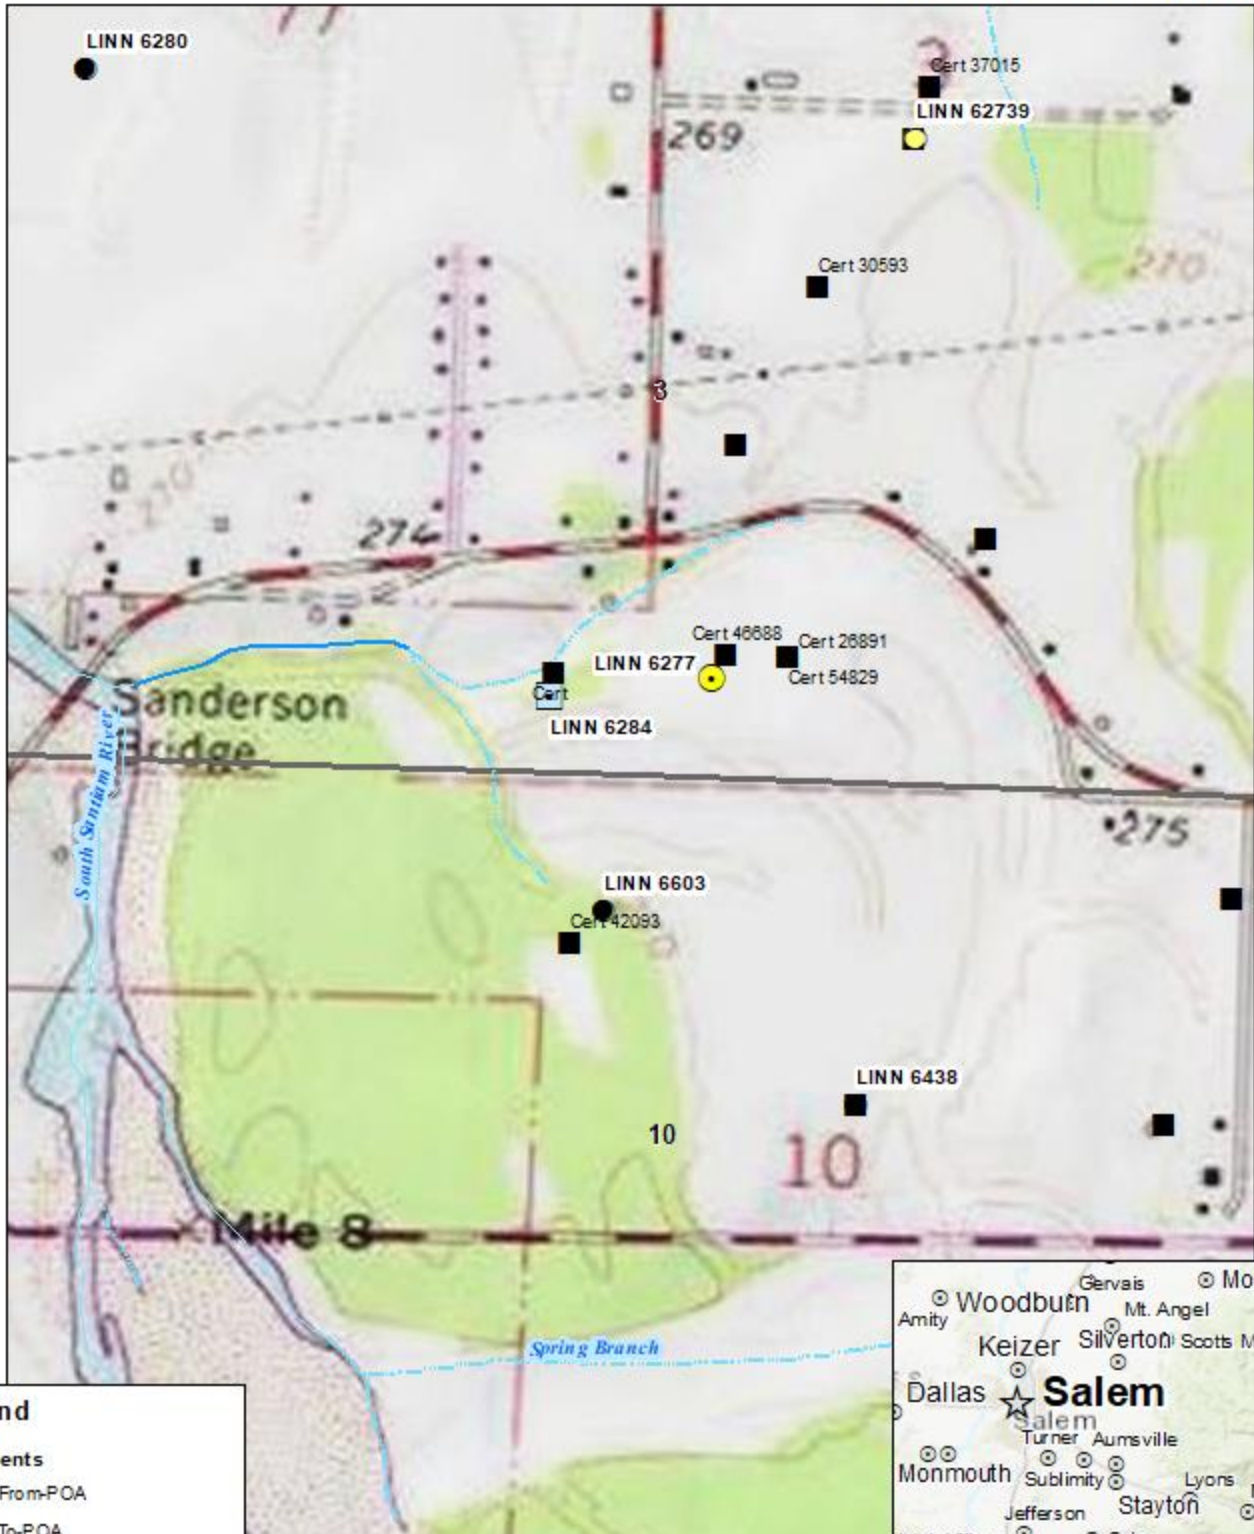 LINN 6280
3
Cert 37015
LINN 62739
269
Cert 30593
270
3
270
274
Cert 46688
Cert 26891
LINN 6277
Cert 54829
Cert
LINN 6284
Sanderson
Bridge
South Santiam River
275
LINN 6603
Cert 42093
LINN 6438
10
10
Mile 8
Spring Branch
Gervais
Woodburn
Amity
Mt. Angel
Keizer
Silverton
Scotts M
Dallas
Salem
Salem
Turner
Aumsville
Monmouth
Sublimity
Lyons
Stayton
Jefferson
nd
ents
From-POA
To-POA